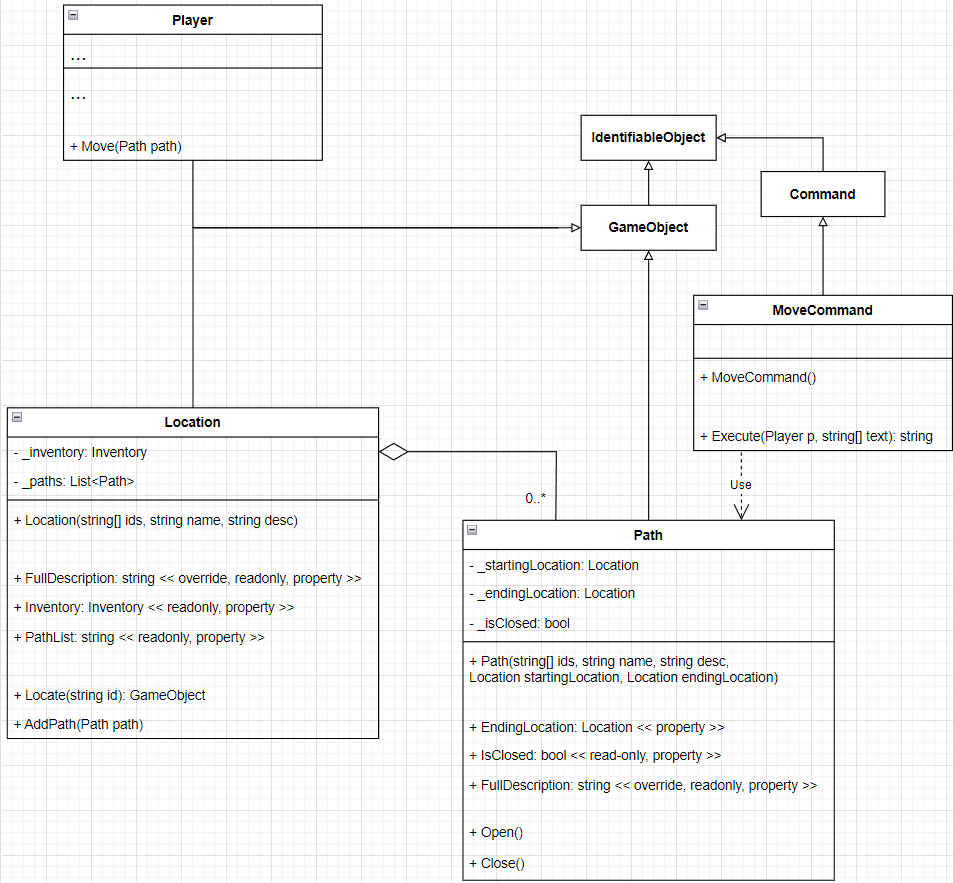 Player
...
...
+ Move(Path path)
IdentifiableObject
Command
GameObject
MoveCommand
+ MoveCommand()
+ Execute(Player p, string[] text): string
Use
Location
- _inventory: Inventory
- _paths: List<Path>
+ Location(string[] ids, string name, string desc)
+ FullDescription: string << override, readonly, property >>
+ Inventory: Inventory << readonly, property >>
+ PathList: string << readonly, property >>
+ Locate(string id): GameObject
+ AddPath(Path path)
0..*
Path
- _startingLocation: Location
- _endingLocation: Location
- _isClosed: bool
+ Path(string[] ids, string name, string desc,
Location startingLocation, Location endingLocation)
+ EndingLocation: Location << property >>
+ IsClosed: bool << read-only, property >>
+ FullDescription: string << override, readonly, property >>
+ Open()
+ Close()